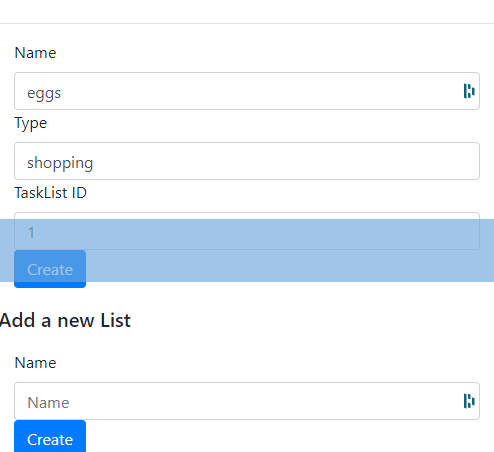 Name
eggs
Type
shopping
TaskList ID
1
Create
Add a new List
Name
Name
Create